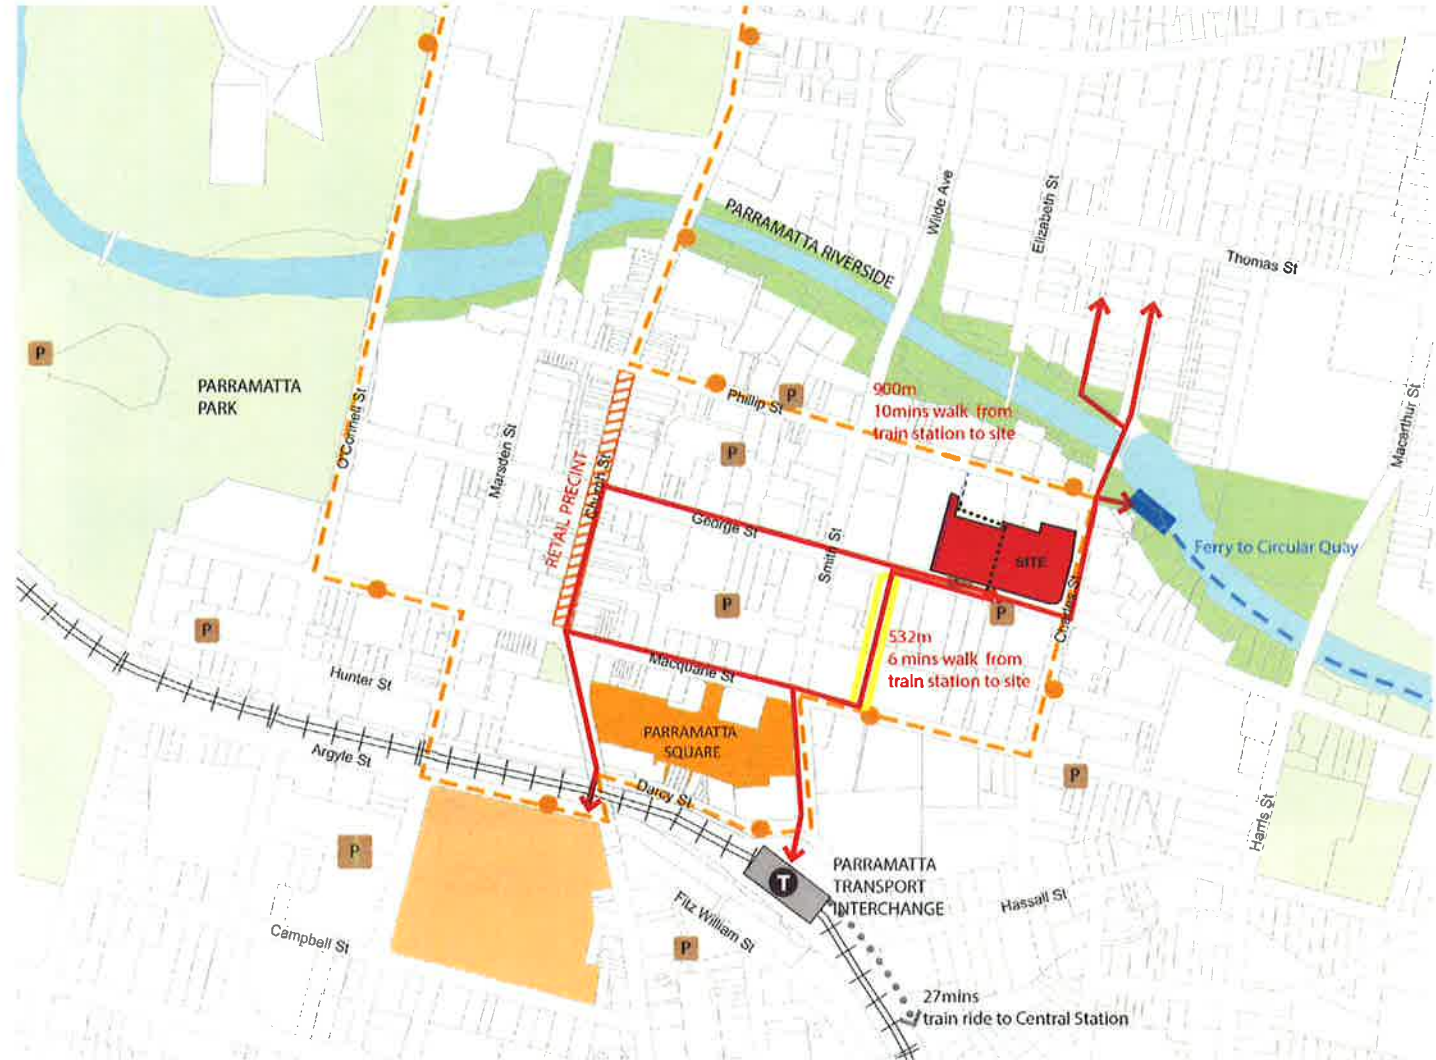 Wilde Ave
Elizabeth St
PARRAMATTA RIVERSIDE
Thomas St
P
PARRAMATTA
PARK
O'Connell St
Marsden St
RETAIL PRECINT
Church St
Phillip St
P
P
900m
10mins walk from
train station to site
Macarthur St
George St
Smith St
SITE
Ferry to Circular Quay
Charles St
P
P
P
532m
6 mins walk from
train station to site
Hunter St
Macquarie St
PARRAMATTA
SQUARE
Argyle St
Darcy St
P
Harris St
P
T
PARRAMATTA
TRANSPORT
INTERCHANGE
Hassall St
Fitz William St
Campbell St
P
27mins
train ride to Central Station